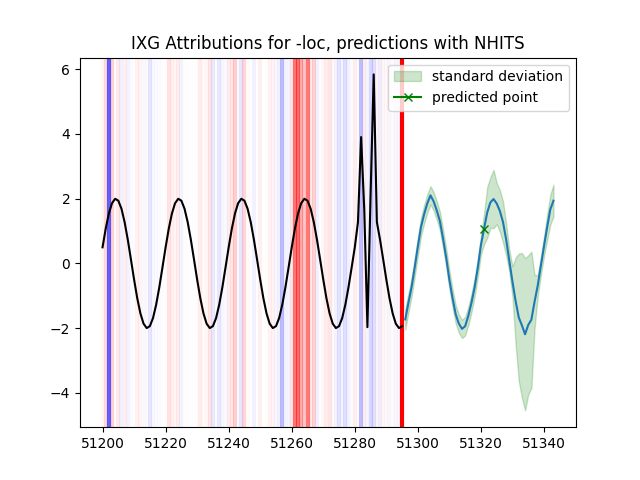 IXG Attributions for -loc, predictions with NHITS
standard deviation
predicted point
6
4
2
0
−2
−4
51200 51220 51240 51260 51280 51300 51320 51340